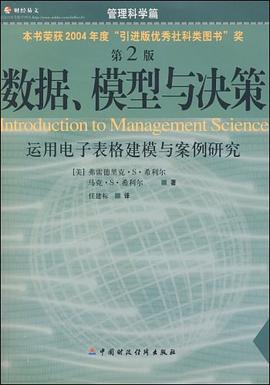 财经易文
管理科学篇
本书荣获2004年度“引进版优秀社科类图书”奖
第2版
数据、模型与决策
Introduction to Management Science
运用电子表格建模与案例研究
[美] 弗雷德里克·S·希利尔
马克·S·希利尔 著
任建标 译
中国财政经济出版社